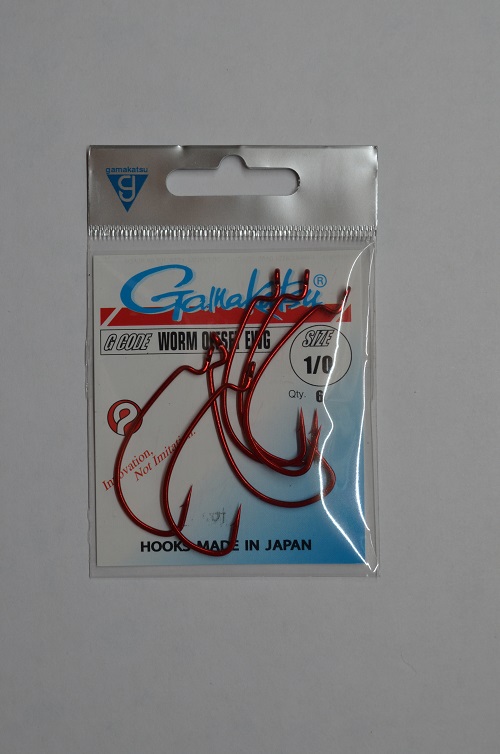 gamakatsu
G
Gamakatsu®
G CODE WORM OFFSET EWG
SIZE
1/0
Qty. 6
Innovation,
Not Imitation.
HOOKS MADE IN JAPAN